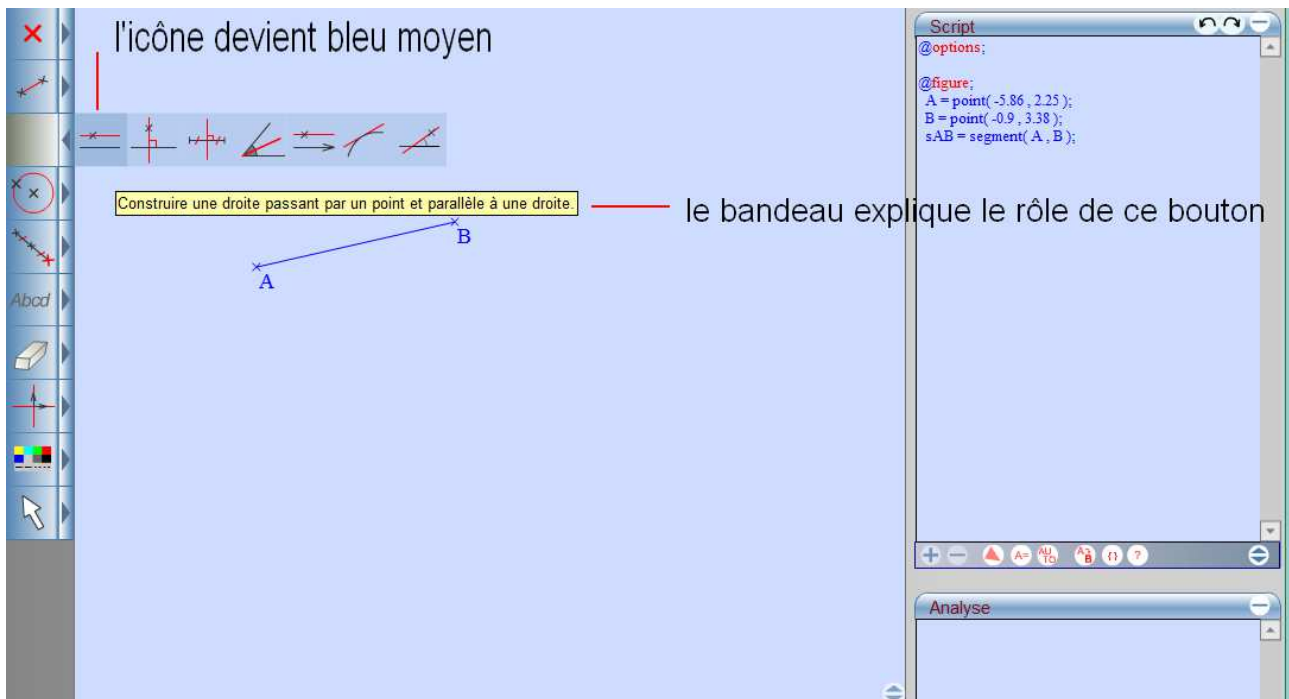 l'icône devient bleu moyen
Construire une droite passant par un point et parallèle à une droite.
le bandeau explique le rôle de ce bouton
A
B
Abcd
Script
@options;
@figure;
A = point( -5.86 , 2.25 );
B = point( -0.9 , 3.38 );
sAB = segment( A , B );
A=
AU
TO
A
B
{}
?
Analyse